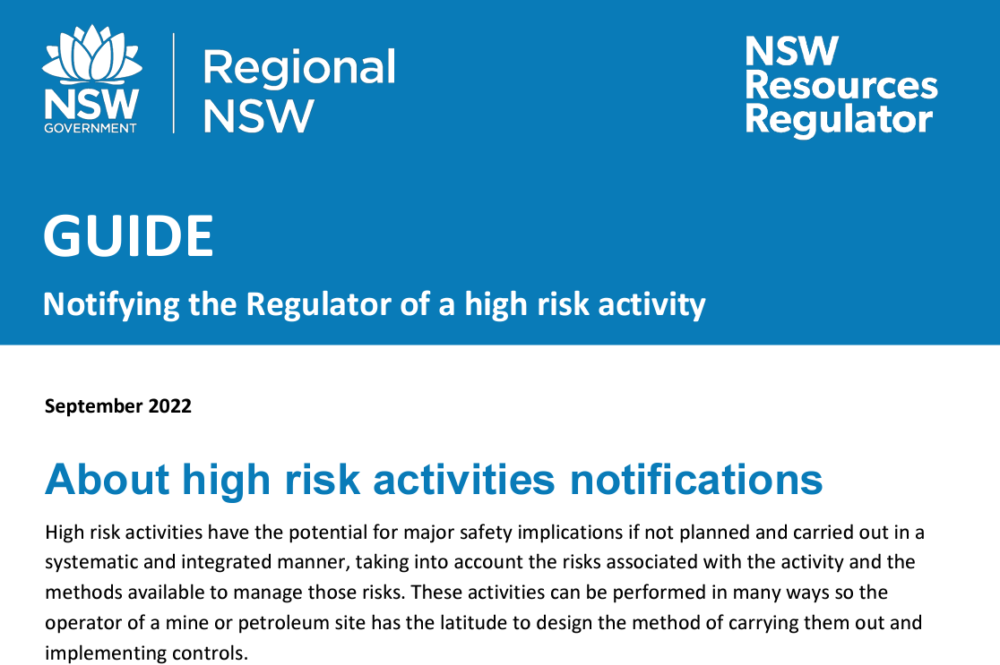 NSW
GOVERNMENT
Regional
NSW
NSW
Resources
Regulator
GUIDE
Notifying the Regulator of a high risk activity
September 2022
About high risk activities notifications
High risk activities have the potential for major safety implications if not planned and carried out in a
systematic and integrated manner, taking into account the risks associated with the activity and the
methods available to manage those risks. These activities can be performed in many ways so the
operator of a mine or petroleum site has the latitude to design the method of carrying them out and
implementing controls.